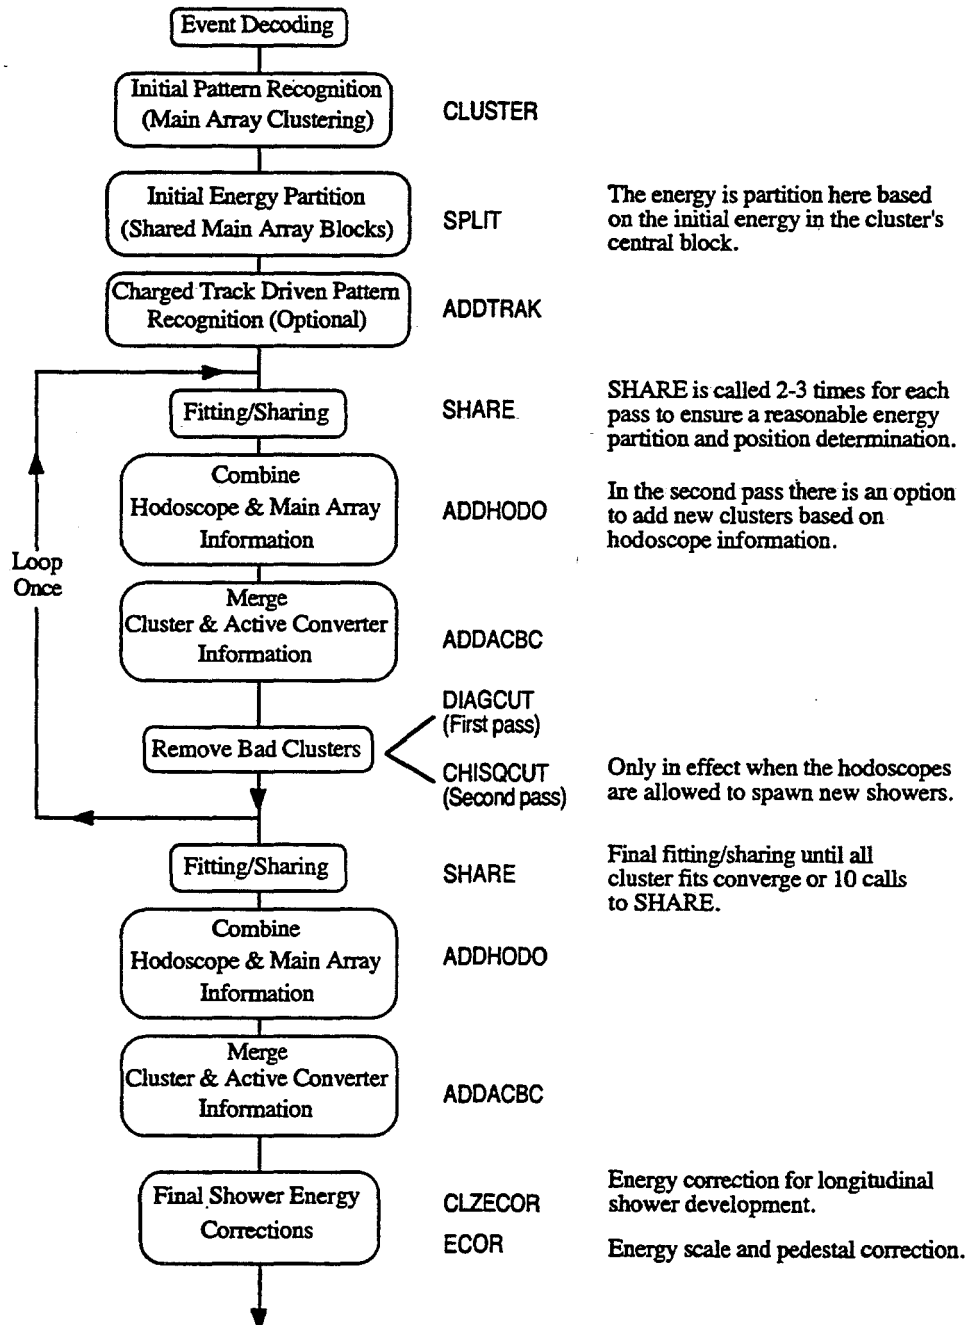 Event Decoding
Initial Pattern Recognition
(Main Array Clustering)
CLUSTER
Initial Energy Partition
(Shared Main Array Blocks)
SPLIT
The energy is partition here based
on the initial energy in the cluster's
central block.
Charged Track Driven Pattern
Recognition (Optional)
ADDTRAK
Fitting/Sharing
SHARE
SHARE is called 2-3 times for each
pass to ensure a reasonable energy
partition and position determination.
Combine
Hodoscope & Main Array
Information
ADDHODO
In the second pass there is an option
to add new clusters based on
hodoscope information.
Loop
Once
Merge
Cluster & Active Converter
Information
ADDACBC
Remove Bad Clusters
DIAGCUT
(First pass)
CHISQCUT
(Second pass)
Only in effect when the hodoscopes
are allowed to spawn new showers.
Fitting/Sharing
SHARE
Final fitting/sharing until all
cluster fits converge or 10 calls
to SHARE.
Combine
Hodoscope & Main Array
Information
ADDHODO
Merge
Cluster & Active Converter
Information
ADDACBC
Final Shower Energy
Corrections
CLZECOR
Energy correction for longitudinal
shower development.
ECOR
Energy scale and pedestal correction.